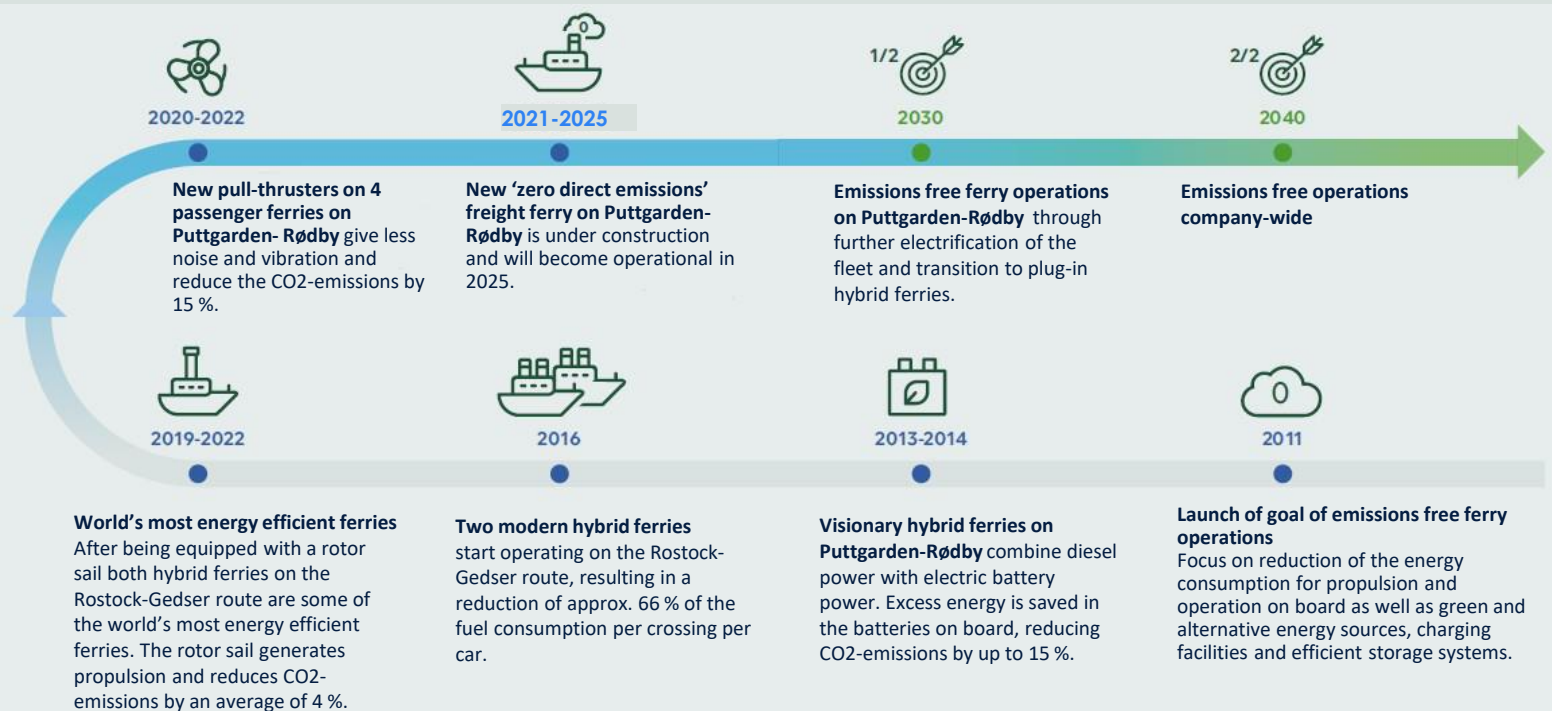 2020-2022
New pull-thrusters on 4
passenger ferries on
Puttgarden- Rødby give less
noise and vibration and
reduce the CO2-emissions by
15 %.
0
2021-2025
New ‘zero direct emissions’
freight ferry on Puttgarden-
Rødby is under construction
and will become operational in
2025.
1/2
2030
Emissions free ferry operations
on Puttgarden-Rødby through
further electrification of the
fleet and transition to plug-in
hybrid ferries.
2/2
2040
Emissions free operations
company-wide
2019-2022
World’s most energy efficient ferries
After being equipped with a rotor
sail both hybrid ferries on the
Rostock-Gedser route are some of
the world’s most energy efficient
ferries. The rotor sail generates
propulsion and reduces CO2-
emissions by an average of 4 %.
2016
Two modern hybrid ferries
start operating on the Rostock-
Gedser route, resulting in a
reduction of approx. 66 % of the
fuel consumption per crossing per
car.
2013-2014
Visionary hybrid ferries on
Puttgarden-Rødby combine diesel
power with electric battery
power. Excess energy is saved in
the batteries on board, reducing
CO2-emissions by up to 15 %.
0
2011
Launch of goal of emissions free ferry
operations
Focus on reduction of the energy
consumption for propulsion and
operation on board as well as green and
alternative energy sources, charging
facilities and efficient storage systems.